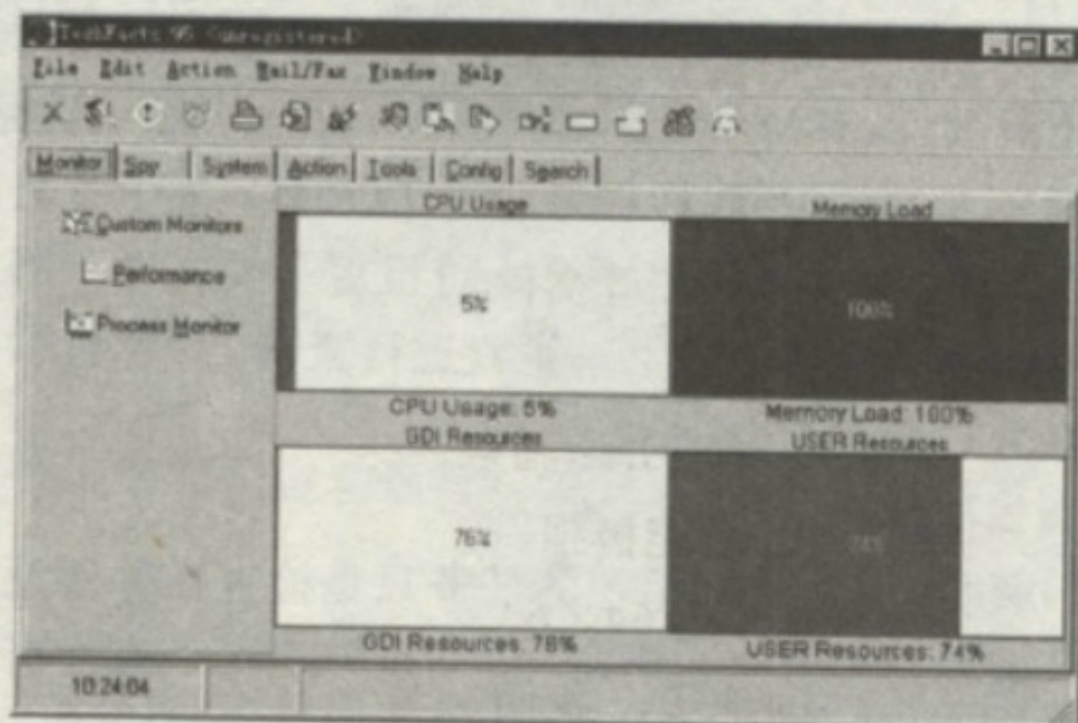 TechFacts 95 (unregistered)
File Edit Action Mail/Fax Window Help
Monitor Spy System Action Tools Config Search
CPU Usage Memory Load
Custom Monitors
Performance
Process Monitor
5% 100%
CPU Usage: 5% Memory Load: 100%
GDI Resources USER Resources
76% 74%
GDI Resources: 76% USER Resources: 74%
10:24:04